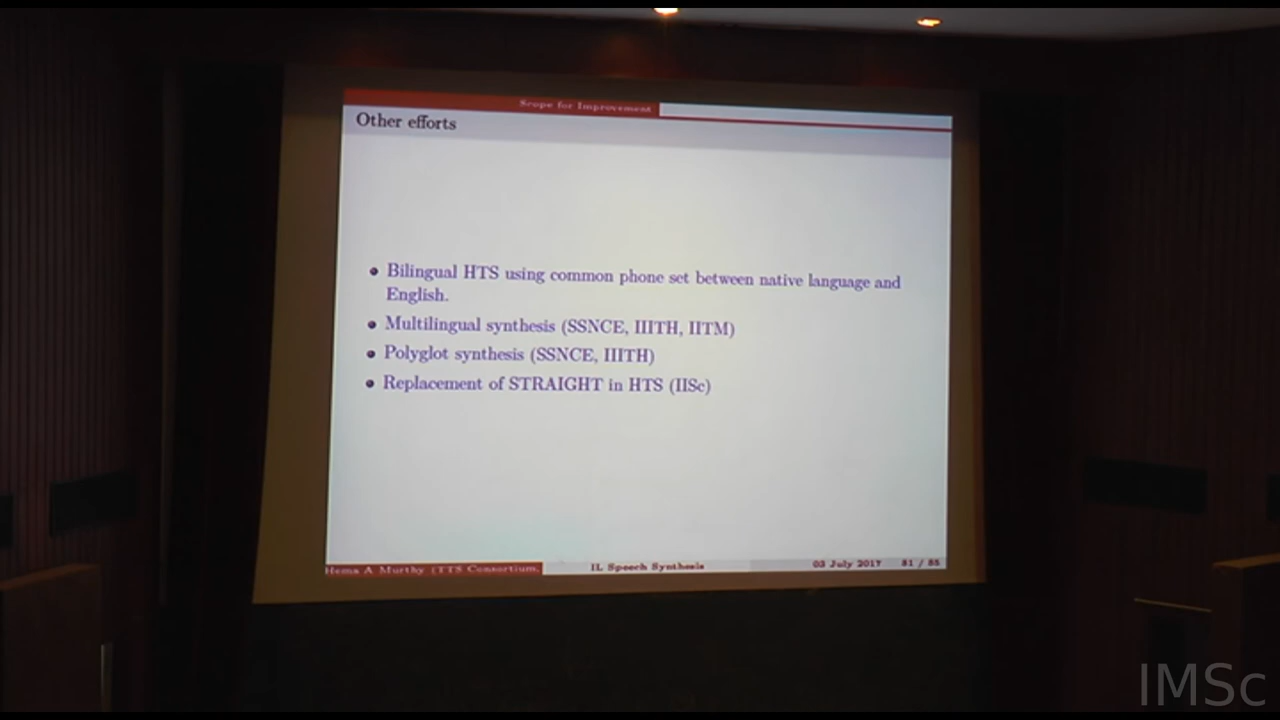 Scope for Improvement
Other efforts
Bilingual HTS using common phone set between native language and
English.
Multilingual synthesis (SSNCE, IIITH, IITM)
Polyglot synthesis (SSNCE, IIITH)
Replacement of STRAIGHT in HTS (IISc)
Hema A Murthy (TTS Consortium, IL Speech Synthesis 03 July 2017 81 / 85
IMSc